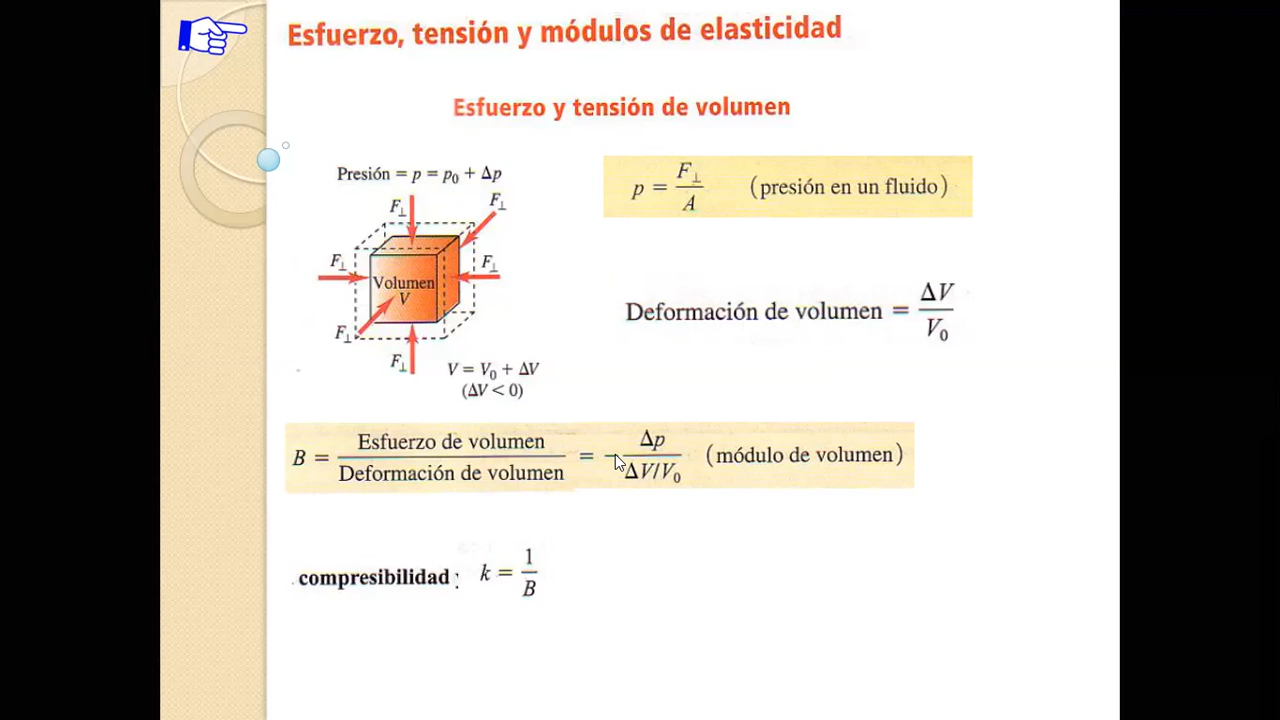 Esfuerzo, tensión y módulos de elasticidad
Esfuerzo y tensión de volumen
Presión = p = p₀ + Δp
F⊥
F⊥
F⊥
F⊥
Volumen
V
F⊥
F⊥
V = V₀ + ΔV
(ΔV < 0)
p = F⊥/A (presión en un fluido)
Deformación de volumen = ΔV/V₀
B = Esfuerzo de volumen / Deformación de volumen = − Δp / ΔV/V₀ (módulo de volumen)
compresibilidad; k = 1/B